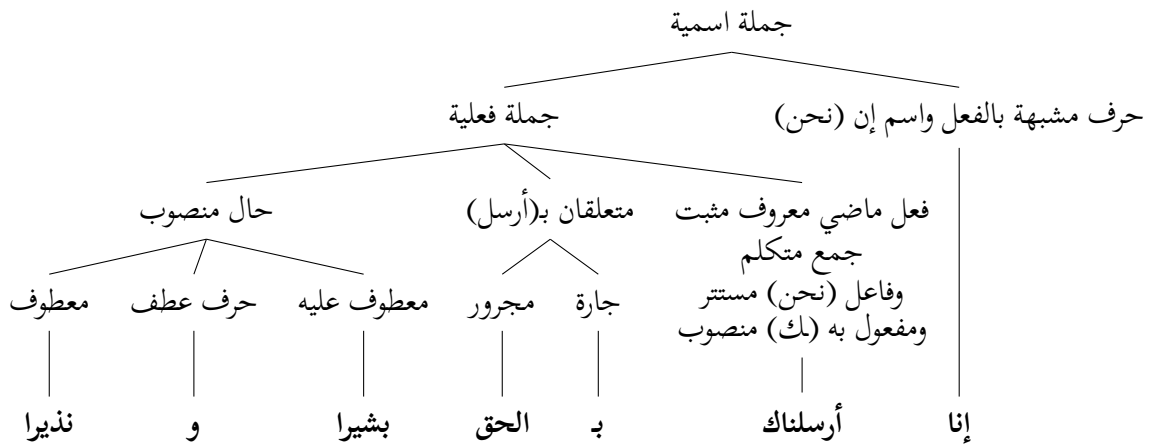 جملة اسمية
حرف مشبهة بالفعل واسم إن (نحن)
جملة فعلية
فعل ماضي معروف مثبت
جمع متكلم
وفاعل (نحن) مستتر
ومفعول به (ـك) منصوب
متعلقان بـ(أرسل)
حال منصوب
جارة
مجرور
معطوف عليه
حرف عطف
معطوف
إنا
أرسلناك
بـ
الحق
بشيرا
و
نذيرا